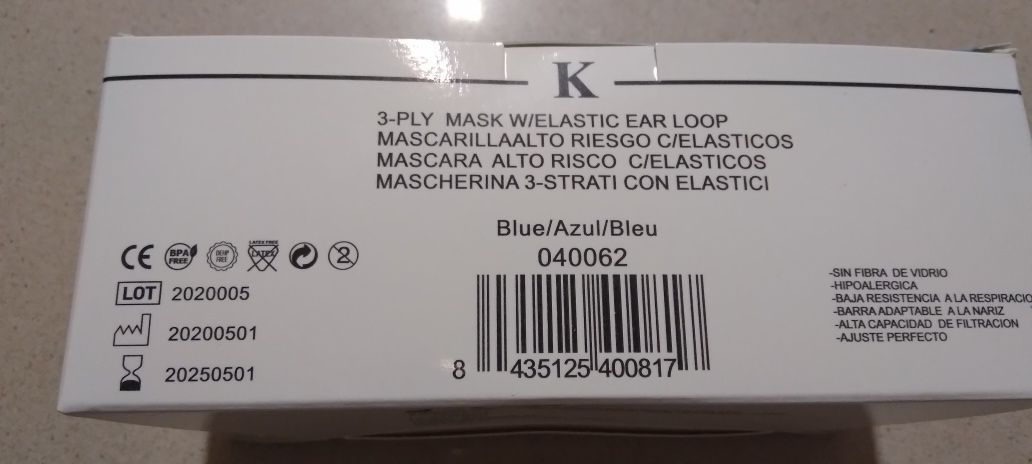 K
3-PLY MASK W/ELASTIC EAR LOOP
MASCARILLAALTO RIESGO C/ELASTICOS
MASCARA ALTO RISCO C/ELASTICOS
MASCHERINA 3-STRATI CON ELASTICI
Blue/Azul/Bleu
040062
CE BPA FREE DEHP FREE LATEX FREE LATEX 2
LOT 2020005
20200501
20250501
8 435125 400817
-SIN FIBRA DE VIDRIO
-HIPOALERGICA
-BAJA RESISTENCIA A LA RESPIRACIO
-BARRA ADAPTABLE A LA NARIZ
-ALTA CAPACIDAD DE FILTRACION
-AJUSTE PERFECTO